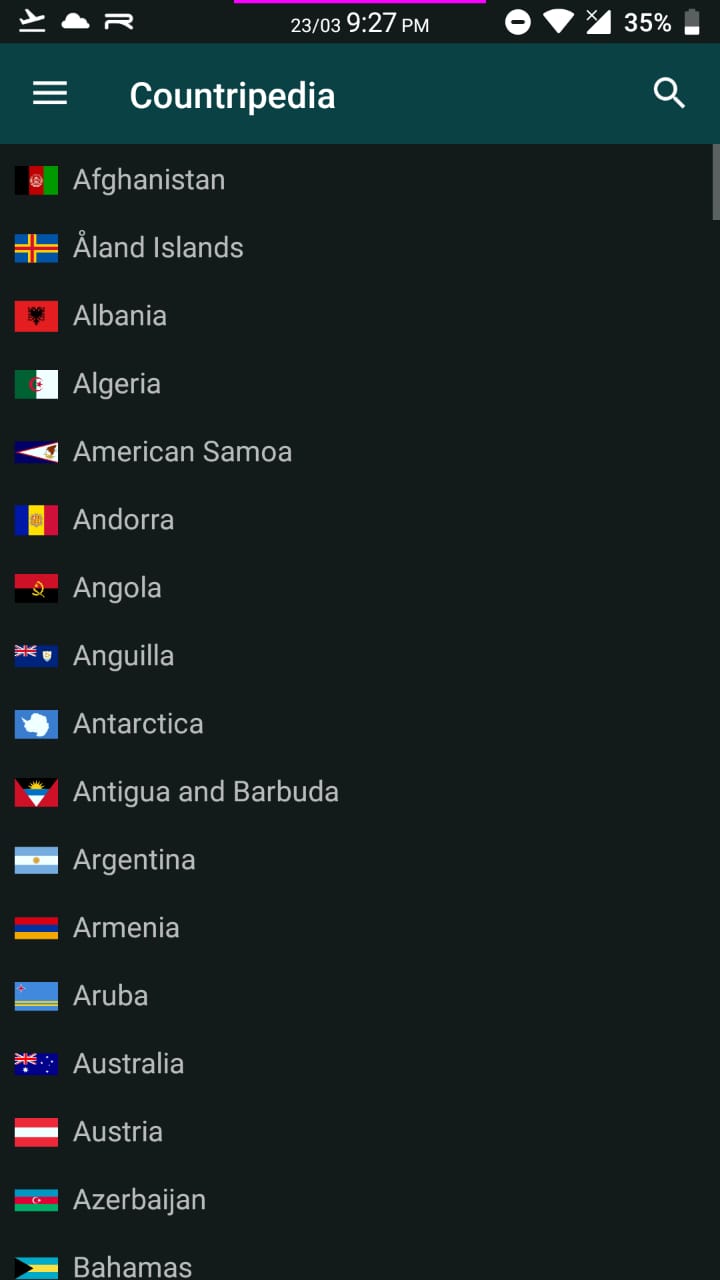 23/03 9:27 PM 35%
Countripedia
Afghanistan
Åland Islands
Albania
Algeria
American Samoa
Andorra
Angola
Anguilla
Antarctica
Antigua and Barbuda
Argentina
Armenia
Aruba
Australia
Austria
Azerbaijan
Bahamas